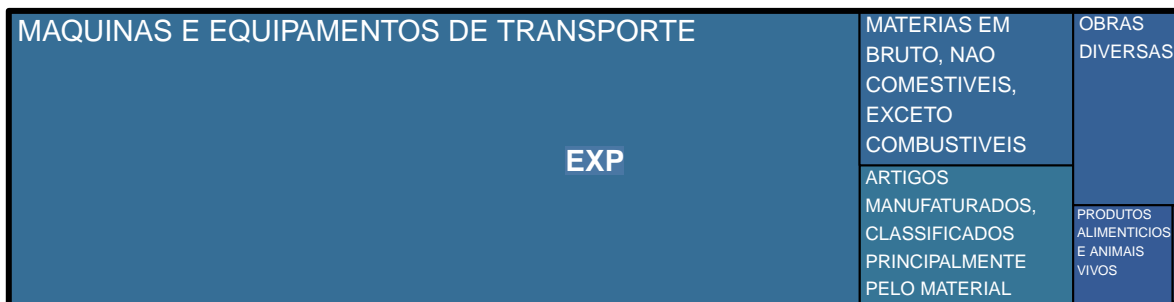 MAQUINAS E EQUIPAMENTOS DE TRANSPORTE
EXP
MATERIAS EM
BRUTO, NAO
COMESTIVEIS,
EXCETO
COMBUSTIVEIS
ARTIGOS
MANUFATURADOS,
CLASSIFICADOS
PRINCIPALMENTE
PELO MATERIAL
OBRAS
DIVERSAS
PRODUTOS
ALIMENTICIOS
E ANIMAIS
VIVOS